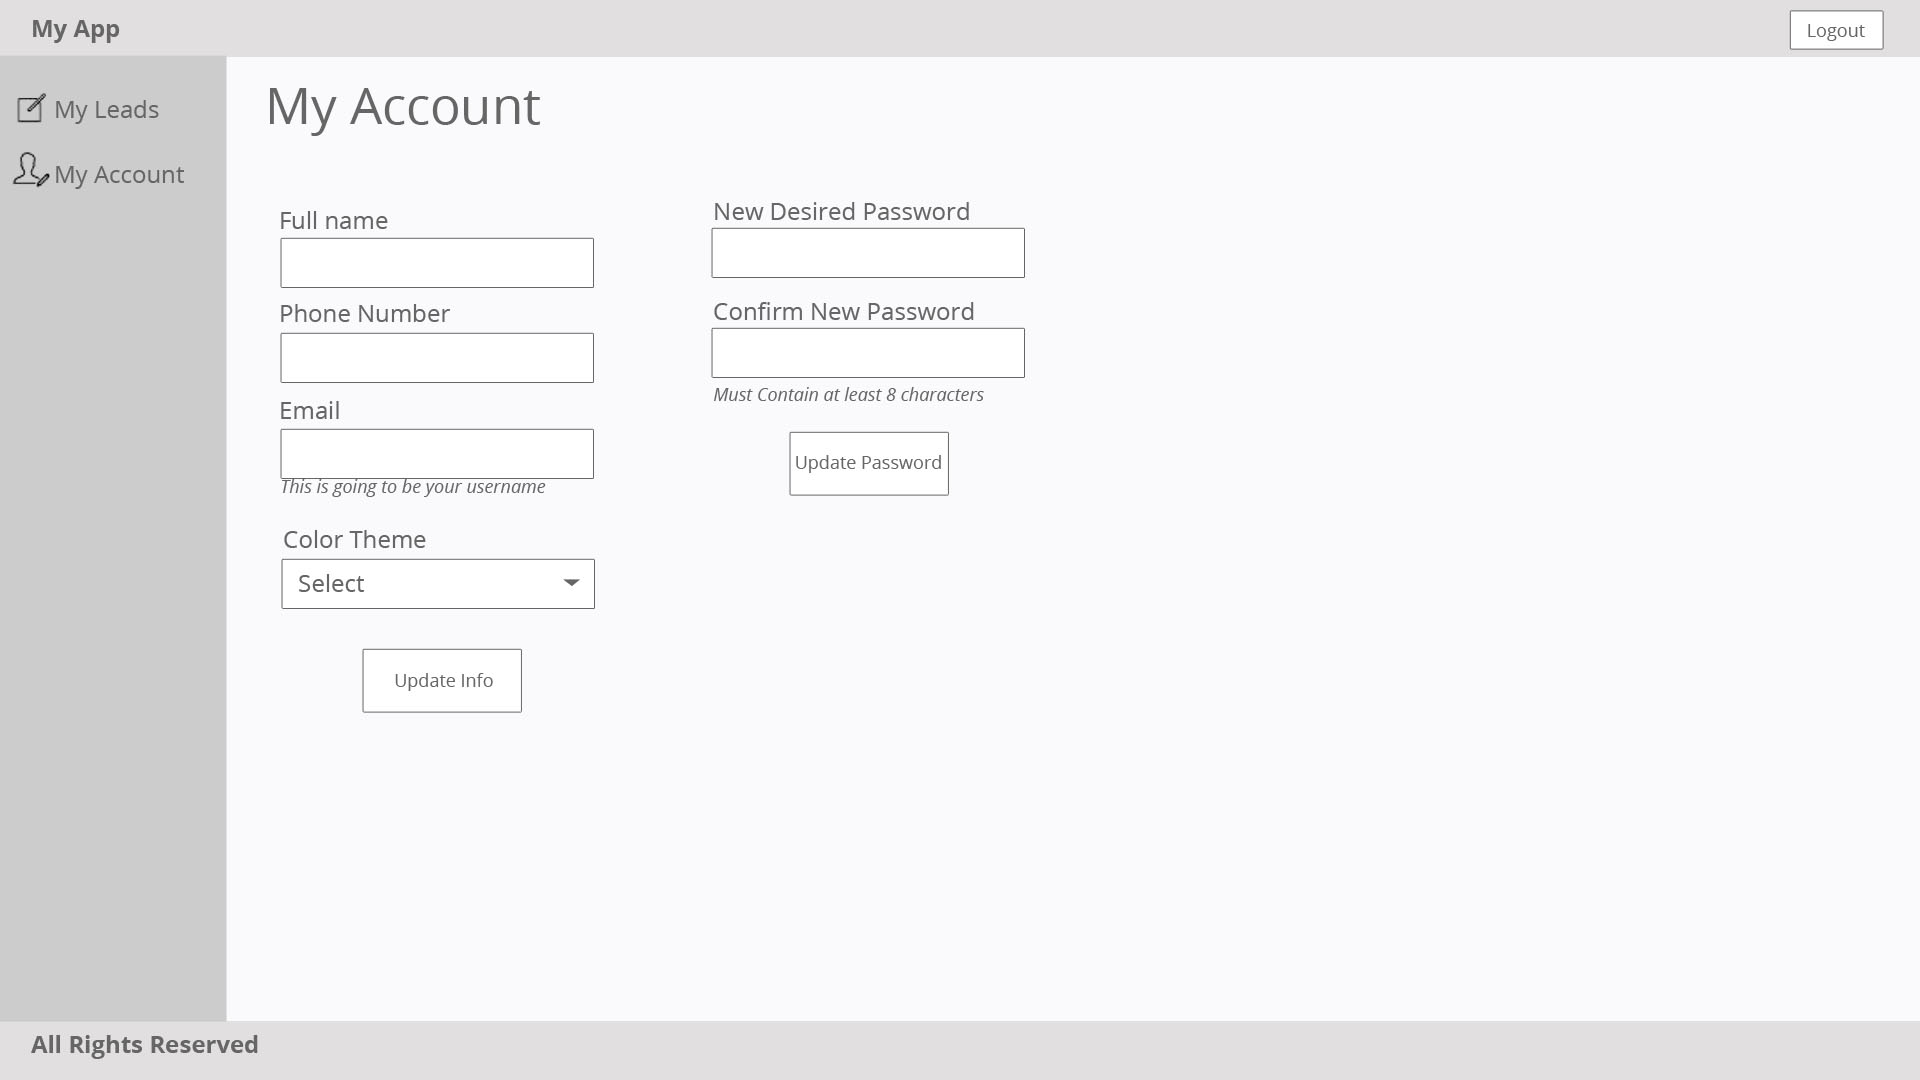 My App
Logout
My Leads
My Account
My Account
Full name
Phone Number
Email
This is going to be your username
Color Theme
Select
Update Info
New Desired Password
Confirm New Password
Must Contain at least 8 characters
Update Password
All Rights Reserved